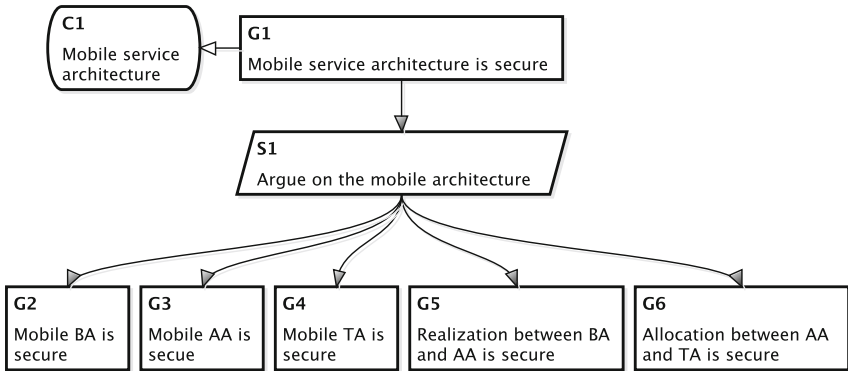 C1
Mobile service
architecture
G1
Mobile service architecture is secure
S1
Argue on the mobile architecture
G2
Mobile BA is
secure
G3
Mobile AA is
secue
G4
Mobile TA is
secure
G5
Realization between BA
and AA is secure
G6
Allocation between AA
and TA is secure